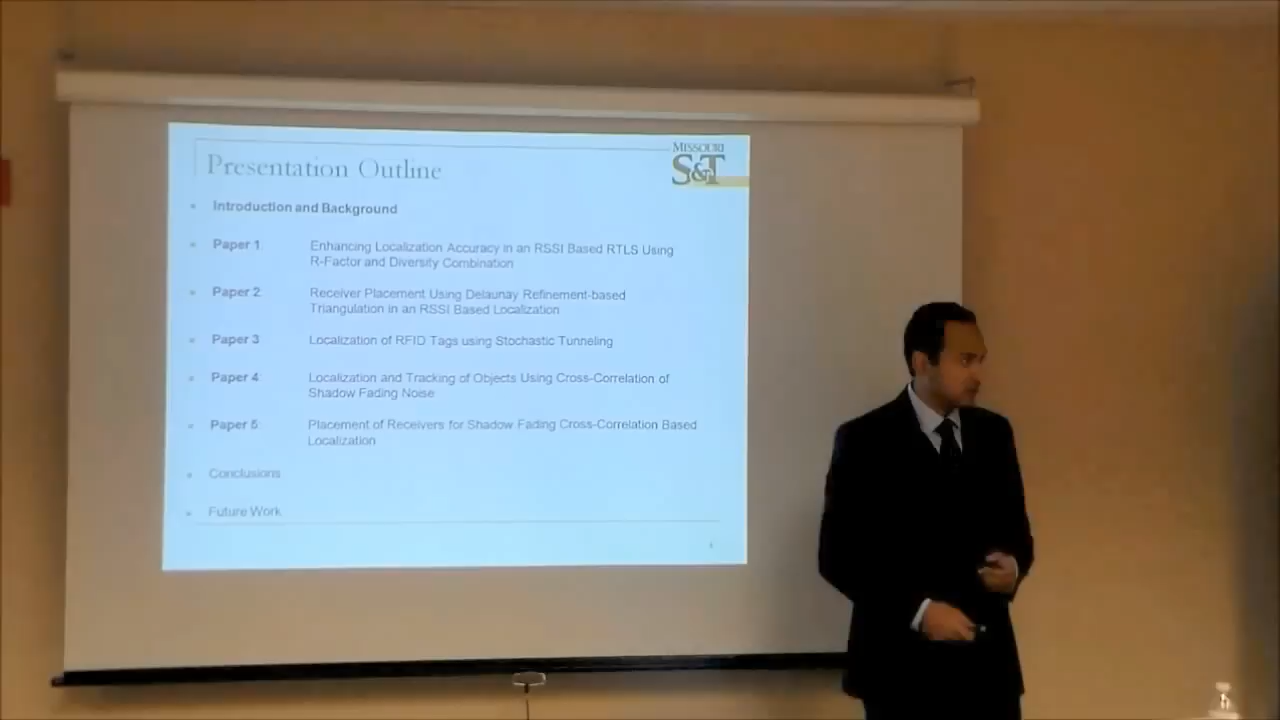 MISSOURI
S&T
Presentation Outline
Introduction and Background
Paper 1
Enhancing Localization Accuracy in an RSSI Based RTLS Using
R-Factor and Diversity Combination
Paper 2
Receiver Placement Using Delaunay Refinement-based
Triangulation in an RSSI Based Localization
Paper 3
Localization of RFID Tags using Stochastic Tunneling
Paper 4
Localization and Tracking of Objects Using Cross-Correlation of
Shadow Fading Noise
Paper 5
Placement of Receivers for Shadow Fading Cross-Correlation Based
Localization
Conclusions
Future Work